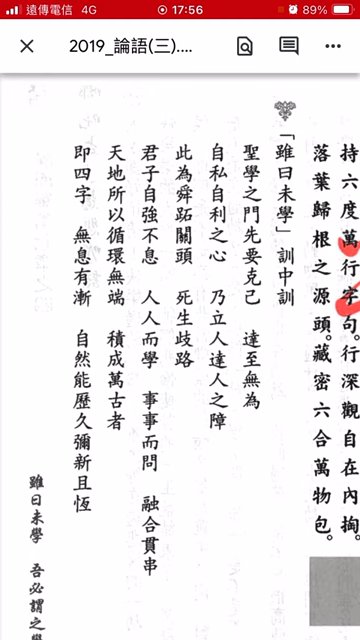 遠傳電信 4G 17:56 89%
2019_論語(三)....
持六度萬行字句。行深觀自在內掏。
落葉歸根之源頭。藏密六合萬物包。
「雖曰未學」訓中訓
聖學之門先要克己 達至無為
自私自利之心 乃立人達人之障
此為舜跖關頭 死生歧路
君子自強不息 人人而學 事事而問 融合貫串
天地所以循環無端 積成萬古者
即四字 無息有漸 自然能歷久彌新且恆
雖曰未學 吾必謂之